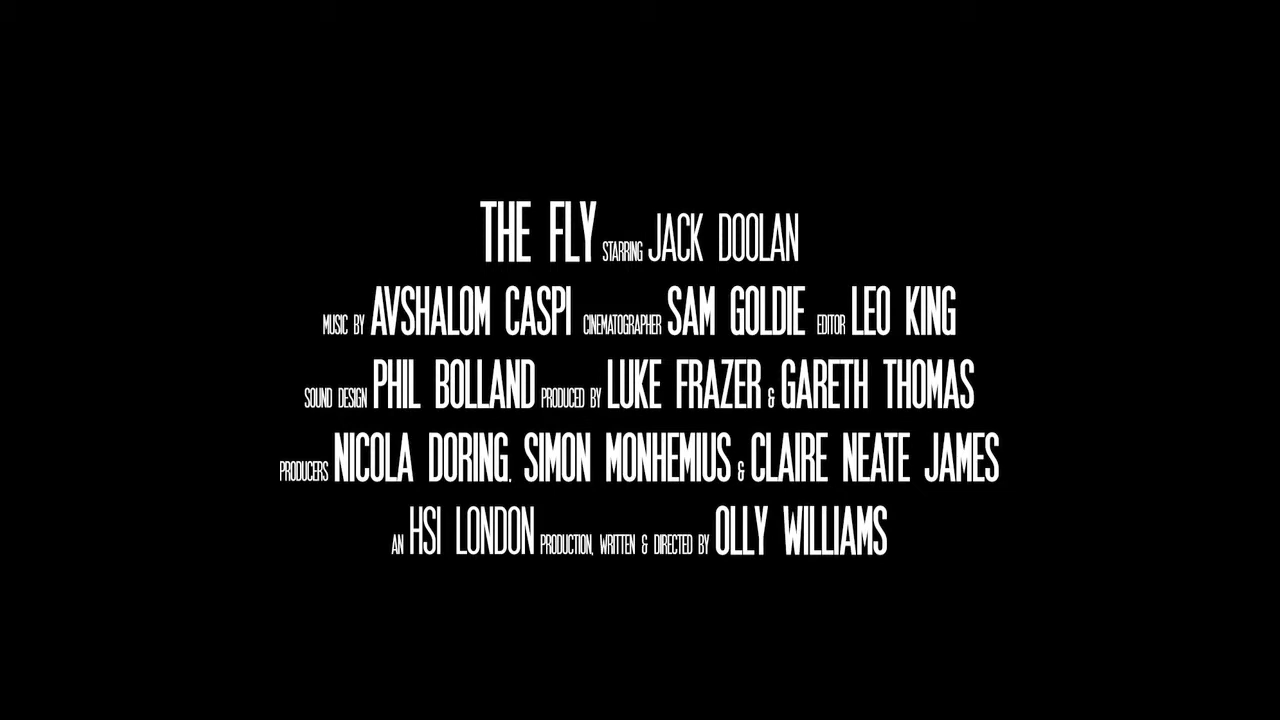 THE FLY STARRING JACK DOOLAN
MUSIC BY AVSHALOM CASPI CINEMATOGRAPHER SAM GOLDIE EDITOR LEO KING
SOUND DESIGN PHIL BOLLAND PRODUCED BY LUKE FRAZER & GARETH THOMAS
PRODUCERS NICOLA DORING, SIMON MONHEMIUS & CLAIRE NEATE JAMES
AN HSI LONDON PRODUCTION, WRITTEN & DIRECTED BY OLLY WILLIAMS